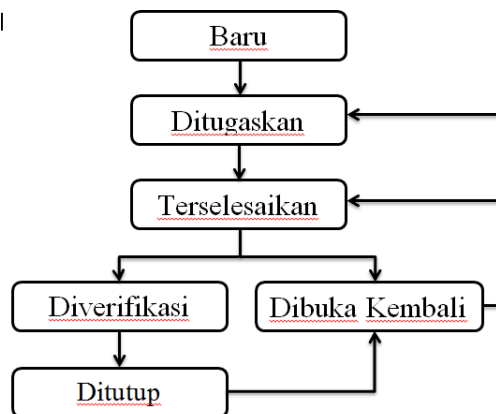 Baru
Ditugaskan
Terselesaikan
Diverifikasi
Dibuka Kembali
Ditutup